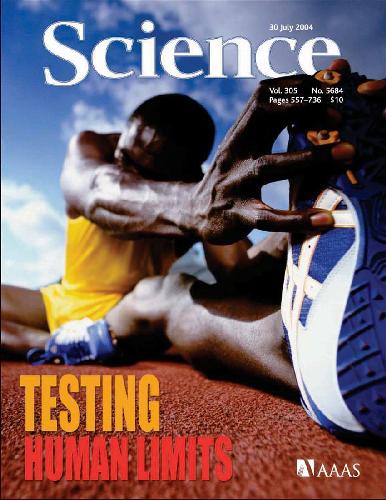 30 July 2004
Science
Vol. 305 No. 5684
Pages 557–736 $10
TESTING
HUMAN LIMITS
AAAS